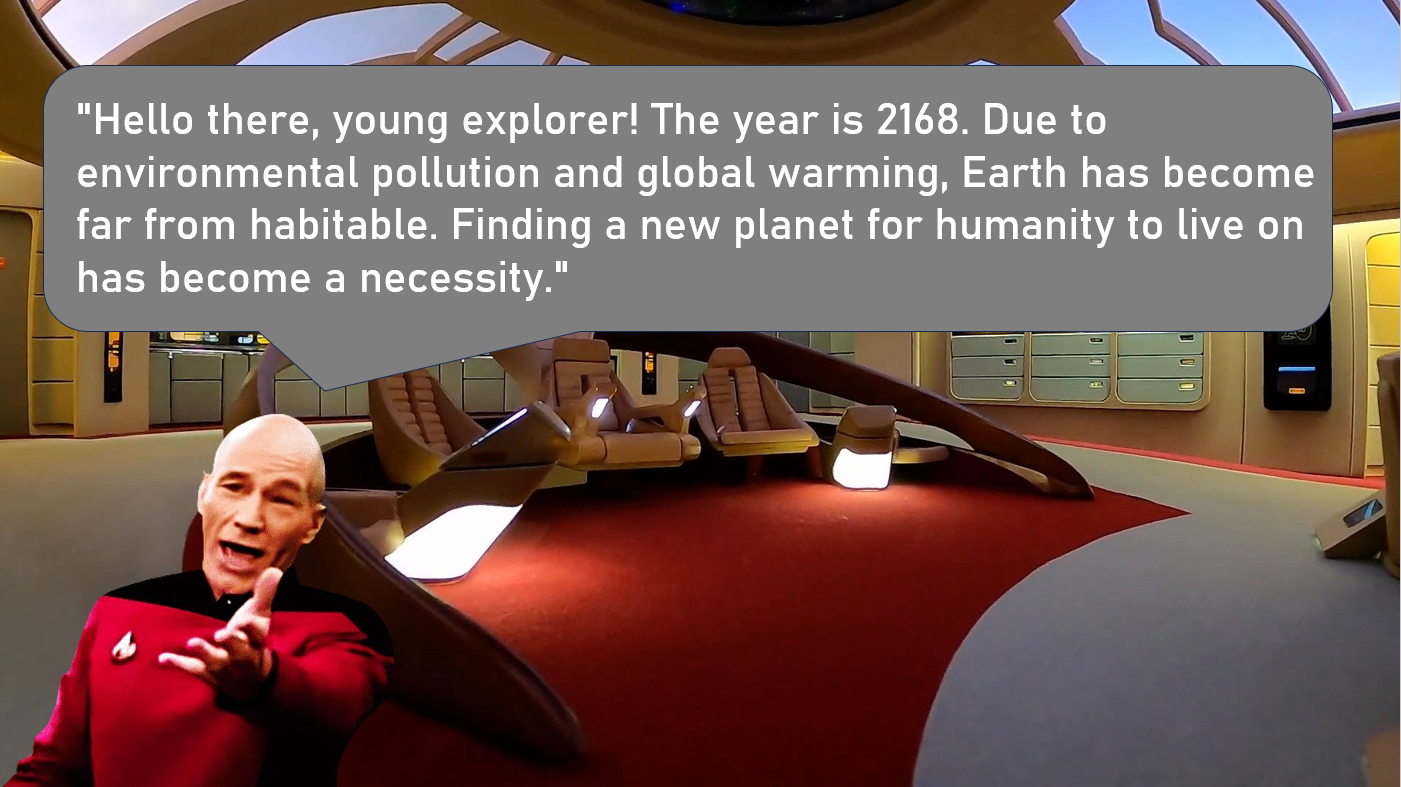 "Hello there, young explorer! The year is 2168. Due to
environmental pollution and global warming, Earth has become
far from habitable. Finding a new planet for humanity to live on
has become a necessity."